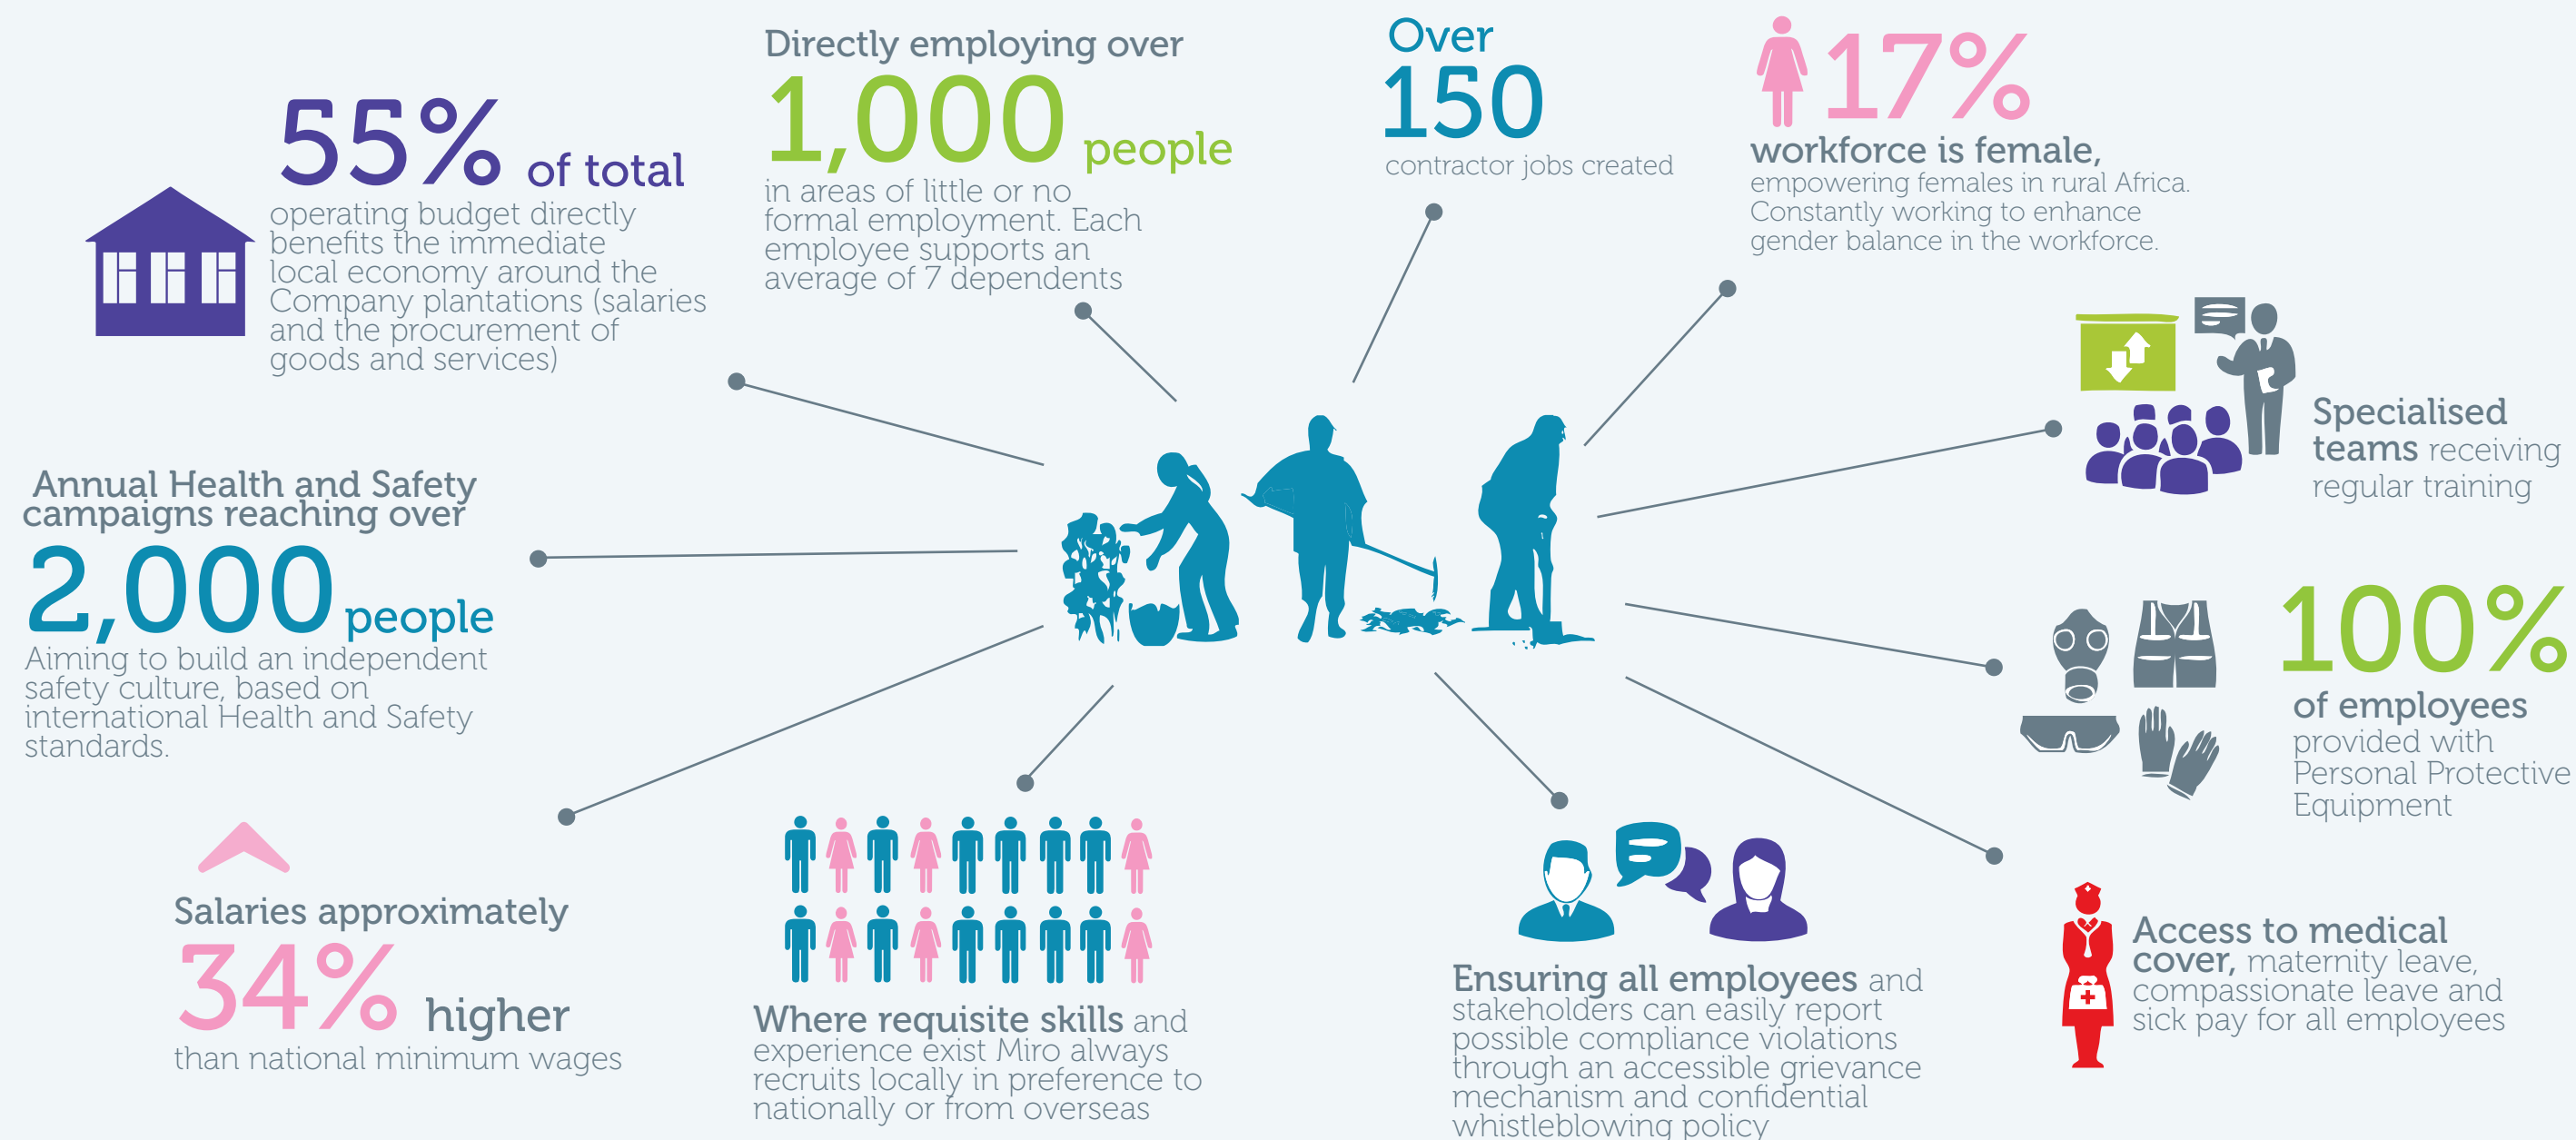 55% of total
operating budget directly
benefits the immediate
local economy around the
Company plantations (salaries
and the procurement of
goods and services)
Directly employing over
1,000 people
in areas of little or no
formal employment. Each
employee supports an
average of 7 dependents
Over
150
contractor jobs created
17%
workforce is female,
empowering females in rural Africa.
Constantly working to enhance
gender balance in the workforce.
Specialised
teams receiving
regular training
Annual Health and Safety
campaigns reaching over
2,000 people
Aiming to build an independent
safety culture, based on
international Health and Safety
standards.
100%
of employees
provided with
Personal Protective
Equipment
Salaries approximately
34% higher
than national minimum wages
Where requisite skills and
experience exist Miro always
recruits locally in preference to
nationally or from overseas
Ensuring all employees and
stakeholders can easily report
possible compliance violations
through an accessible grievance
mechanism and confidential
whistleblowing policy
Access to medical
cover, maternity leave,
compassionate leave and
sick pay for all employees